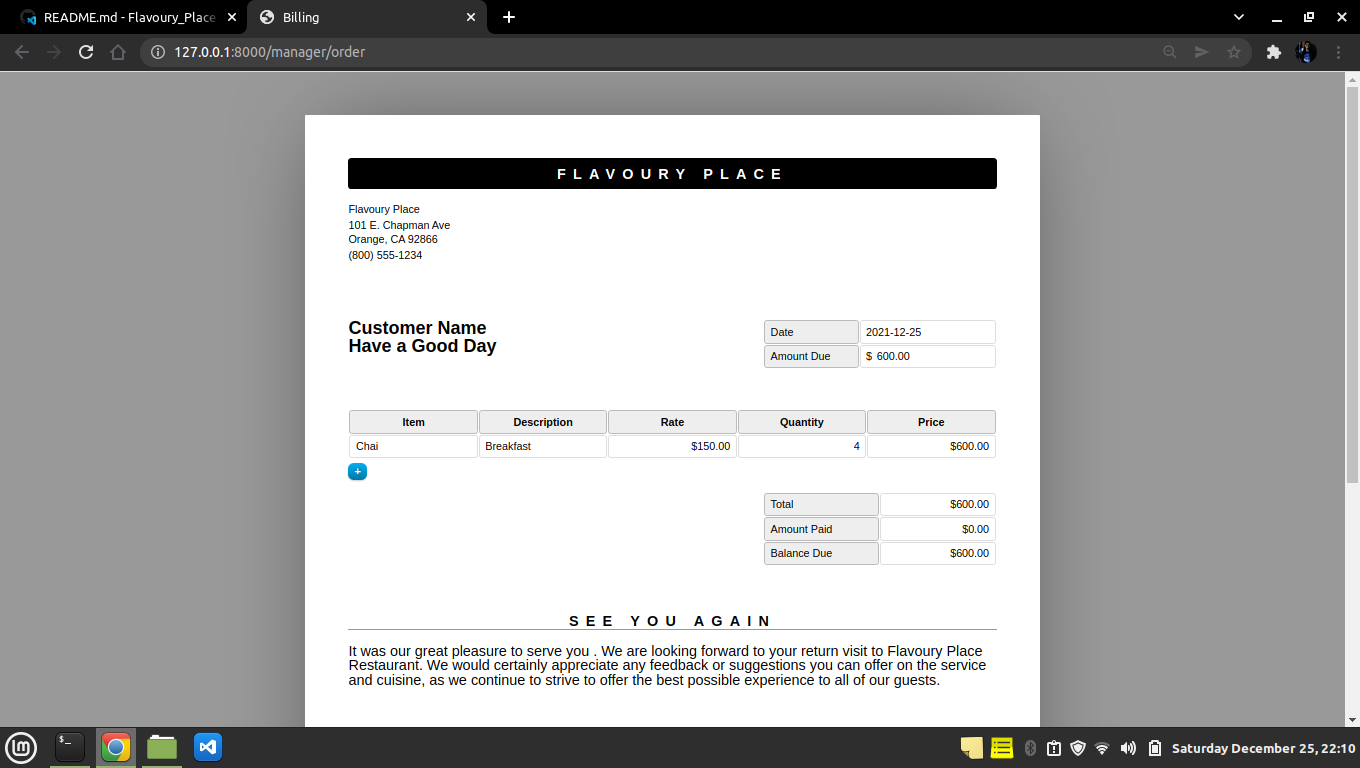 README.md - Flavoury_Place
Billing
127.0.0.1:8000/manager/order
FLAVOURY PLACE
Flavoury Place
101 E. Chapman Ave
Orange, CA 92866
(800) 555-1234
Customer Name
Have a Good Day
Date 2021-12-25
Amount Due $ 600.00
Item Description Rate Quantity Price
Chai Breakfast $150.00 4 $600.00
+
Total $600.00
Amount Paid $0.00
Balance Due $600.00
SEE YOU AGAIN
It was our great pleasure to serve you . We are looking forward to your return visit to Flavoury Place
Restaurant. We would certainly appreciate any feedback or suggestions you can offer on the service
and cuisine, as we continue to strive to offer the best possible experience to all of our guests.
$_
Saturday December 25, 22:10